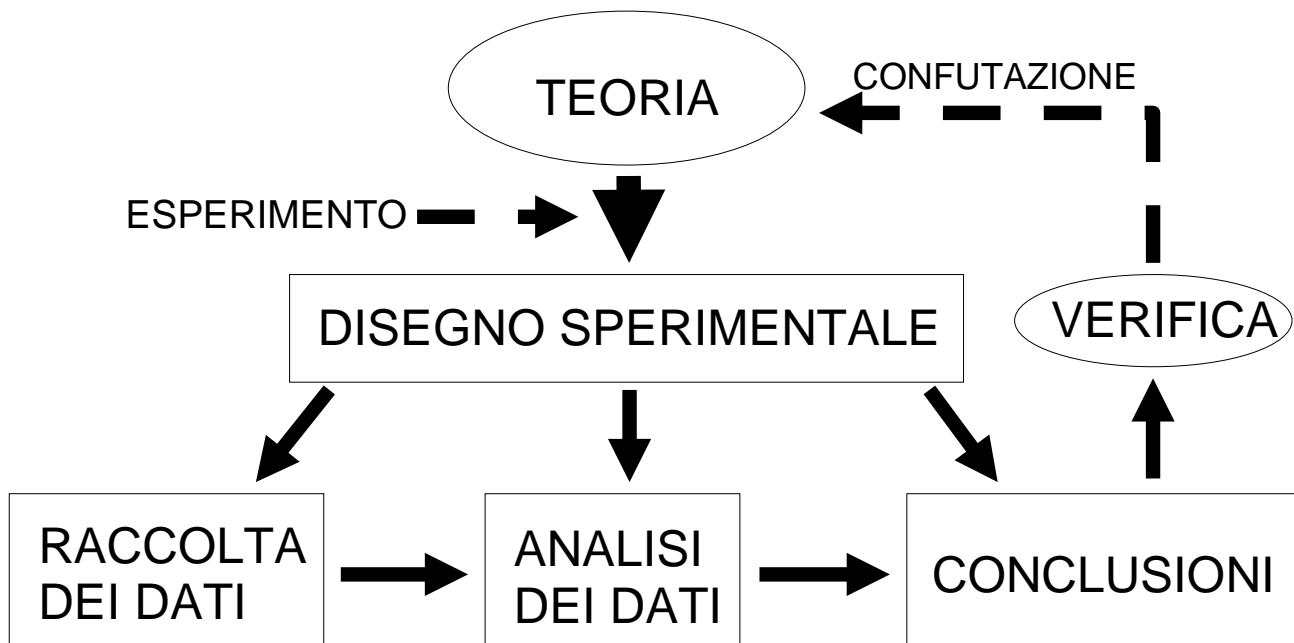 TEORIA
CONFUTAZIONE
ESPERIMENTO
DISEGNO SPERIMENTALE
VERIFICA
RACCOLTA
DEI DATI
ANALISI
DEI DATI
CONCLUSIONI